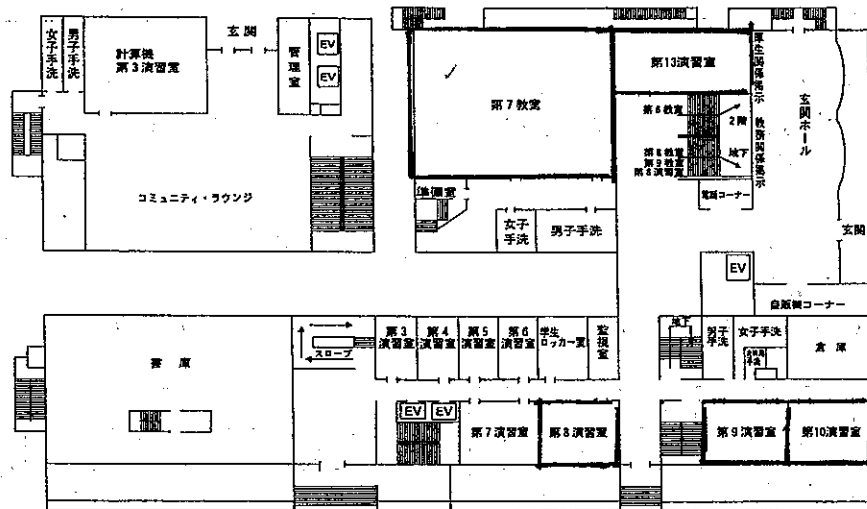 女子手洗
男子手洗
計算機
第3演習室
玄関
管理室
EV
EV
コミュニティ・ラウンジ
第7教室
第13演習室
厚生関係掲示
教務関係掲示
玄関ホール
第6教室
2階
第8教室
第9教室
第8演習室
地下
電話コーナー
準備室
女子
手洗
男子手洗
玄関
EV
自販機コーナー
書庫
スロープ
第3
演習室
第4
演習室
第5
演習室
第6
演習室
学生
ロッカー室
監視室
地下
男子
手洗
女子手洗
倉庫
EV
EV
第7演習室
第8演習室
第9演習室
第10演習室